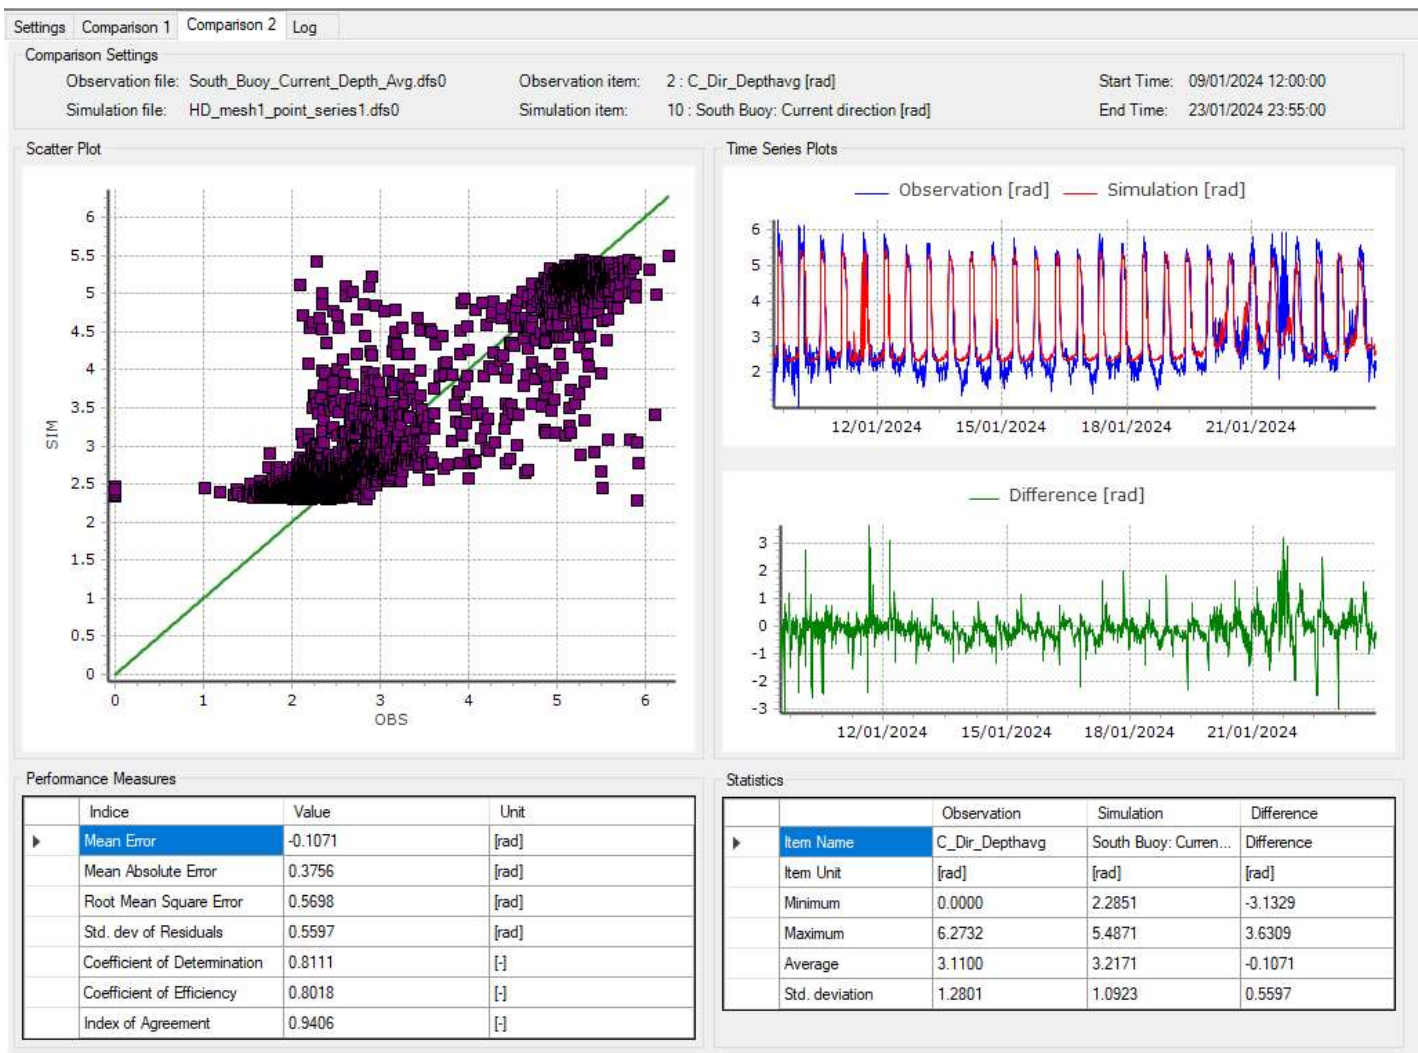 Settings Comparison 1 Comparison 2 Log
Comparison Settings
Observation file: South_Buoy_Current_Depth_Avg.dfs0 Observation item: 2 : C_Dir_Depthavg [rad] Start Time: 09/01/2024 12:00:00
Simulation file: HD_mesh1_point_series1.dfs0 Simulation item: 10 : South Buoy: Current direction [rad] End Time: 23/01/2024 23:55:00
Scatter Plot
6
5.5
5
4.5
4
3.5
3
2.5
2
1.5
1
0.5
0
SIM
0 1 2 3 4 5 6
OBS
Time Series Plots
Observation [rad] Simulation [rad]
6
5
4
3
2
12/01/2024 15/01/2024 18/01/2024 21/01/2024
Difference [rad]
3
2
1
0
-1
-2
-3
12/01/2024 15/01/2024 18/01/2024 21/01/2024
Performance Measures
Indice Value Unit
Mean Error -0.1071 [rad]
Mean Absolute Error 0.3756 [rad]
Root Mean Square Error 0.5698 [rad]
Std. dev of Residuals 0.5597 [rad]
Coefficient of Determination 0.8111 [-]
Coefficient of Efficiency 0.8018 [-]
Index of Agreement 0.9406 [-]
Statistics
Observation Simulation Difference
Item Name C_Dir_Depthavg South Buoy: Curren... Difference
Item Unit [rad] [rad] [rad]
Minimum 0.0000 2.2851 -3.1329
Maximum 6.2732 5.4871 3.6309
Average 3.1100 3.2171 -0.1071
Std. deviation 1.2801 1.0923 0.5597